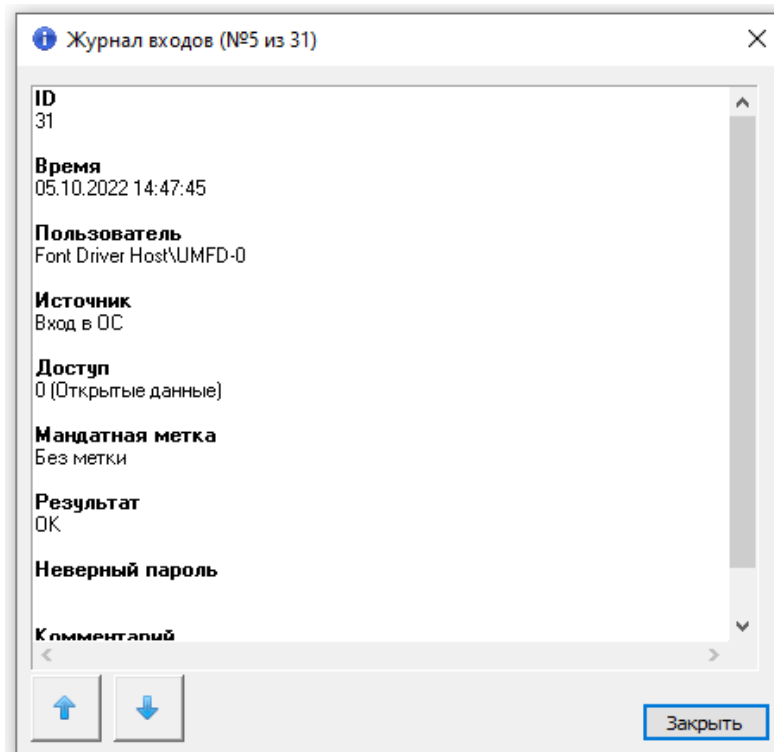 Журнал входов (№5 из 31)
ID
31
Время
05.10.2022 14:47:45
Пользователь
Font Driver Host\UMFD-0
Источник
Вход в ОС
Доступ
0 (Открытые данные)
Мандатная метка
Без метки
Результат
OK
Неверный пароль
Комментарий
Закрыть